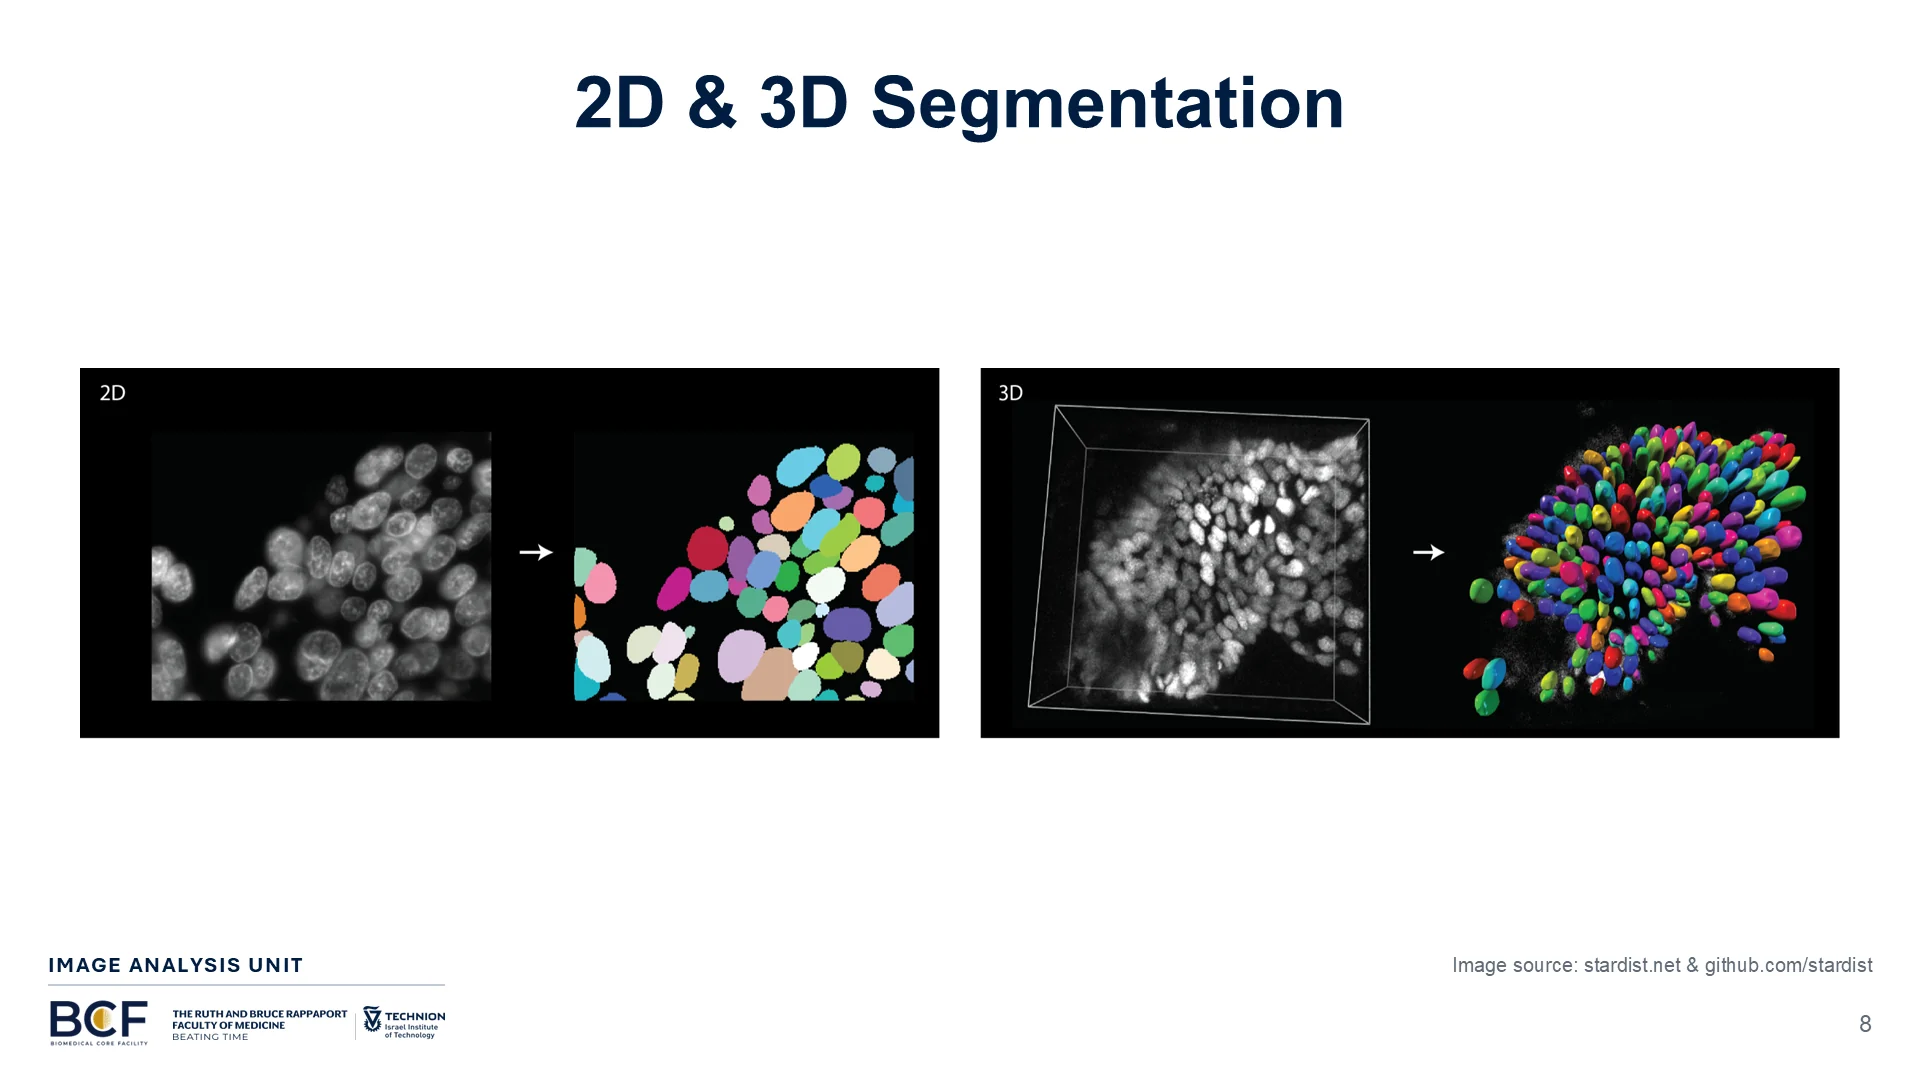 2D & 3D Segmentation
2D
3D
IMAGE ANALYSIS UNIT
BCF
BIOMEDICAL CORE FACILITY
THE RUTH AND BRUCE RAPPAPORT
FACULTY OF MEDICINE
BEATING TIME
TECHNION
Israel Institute
of Technology
Image source: stardist.net & github.com/stardist
8